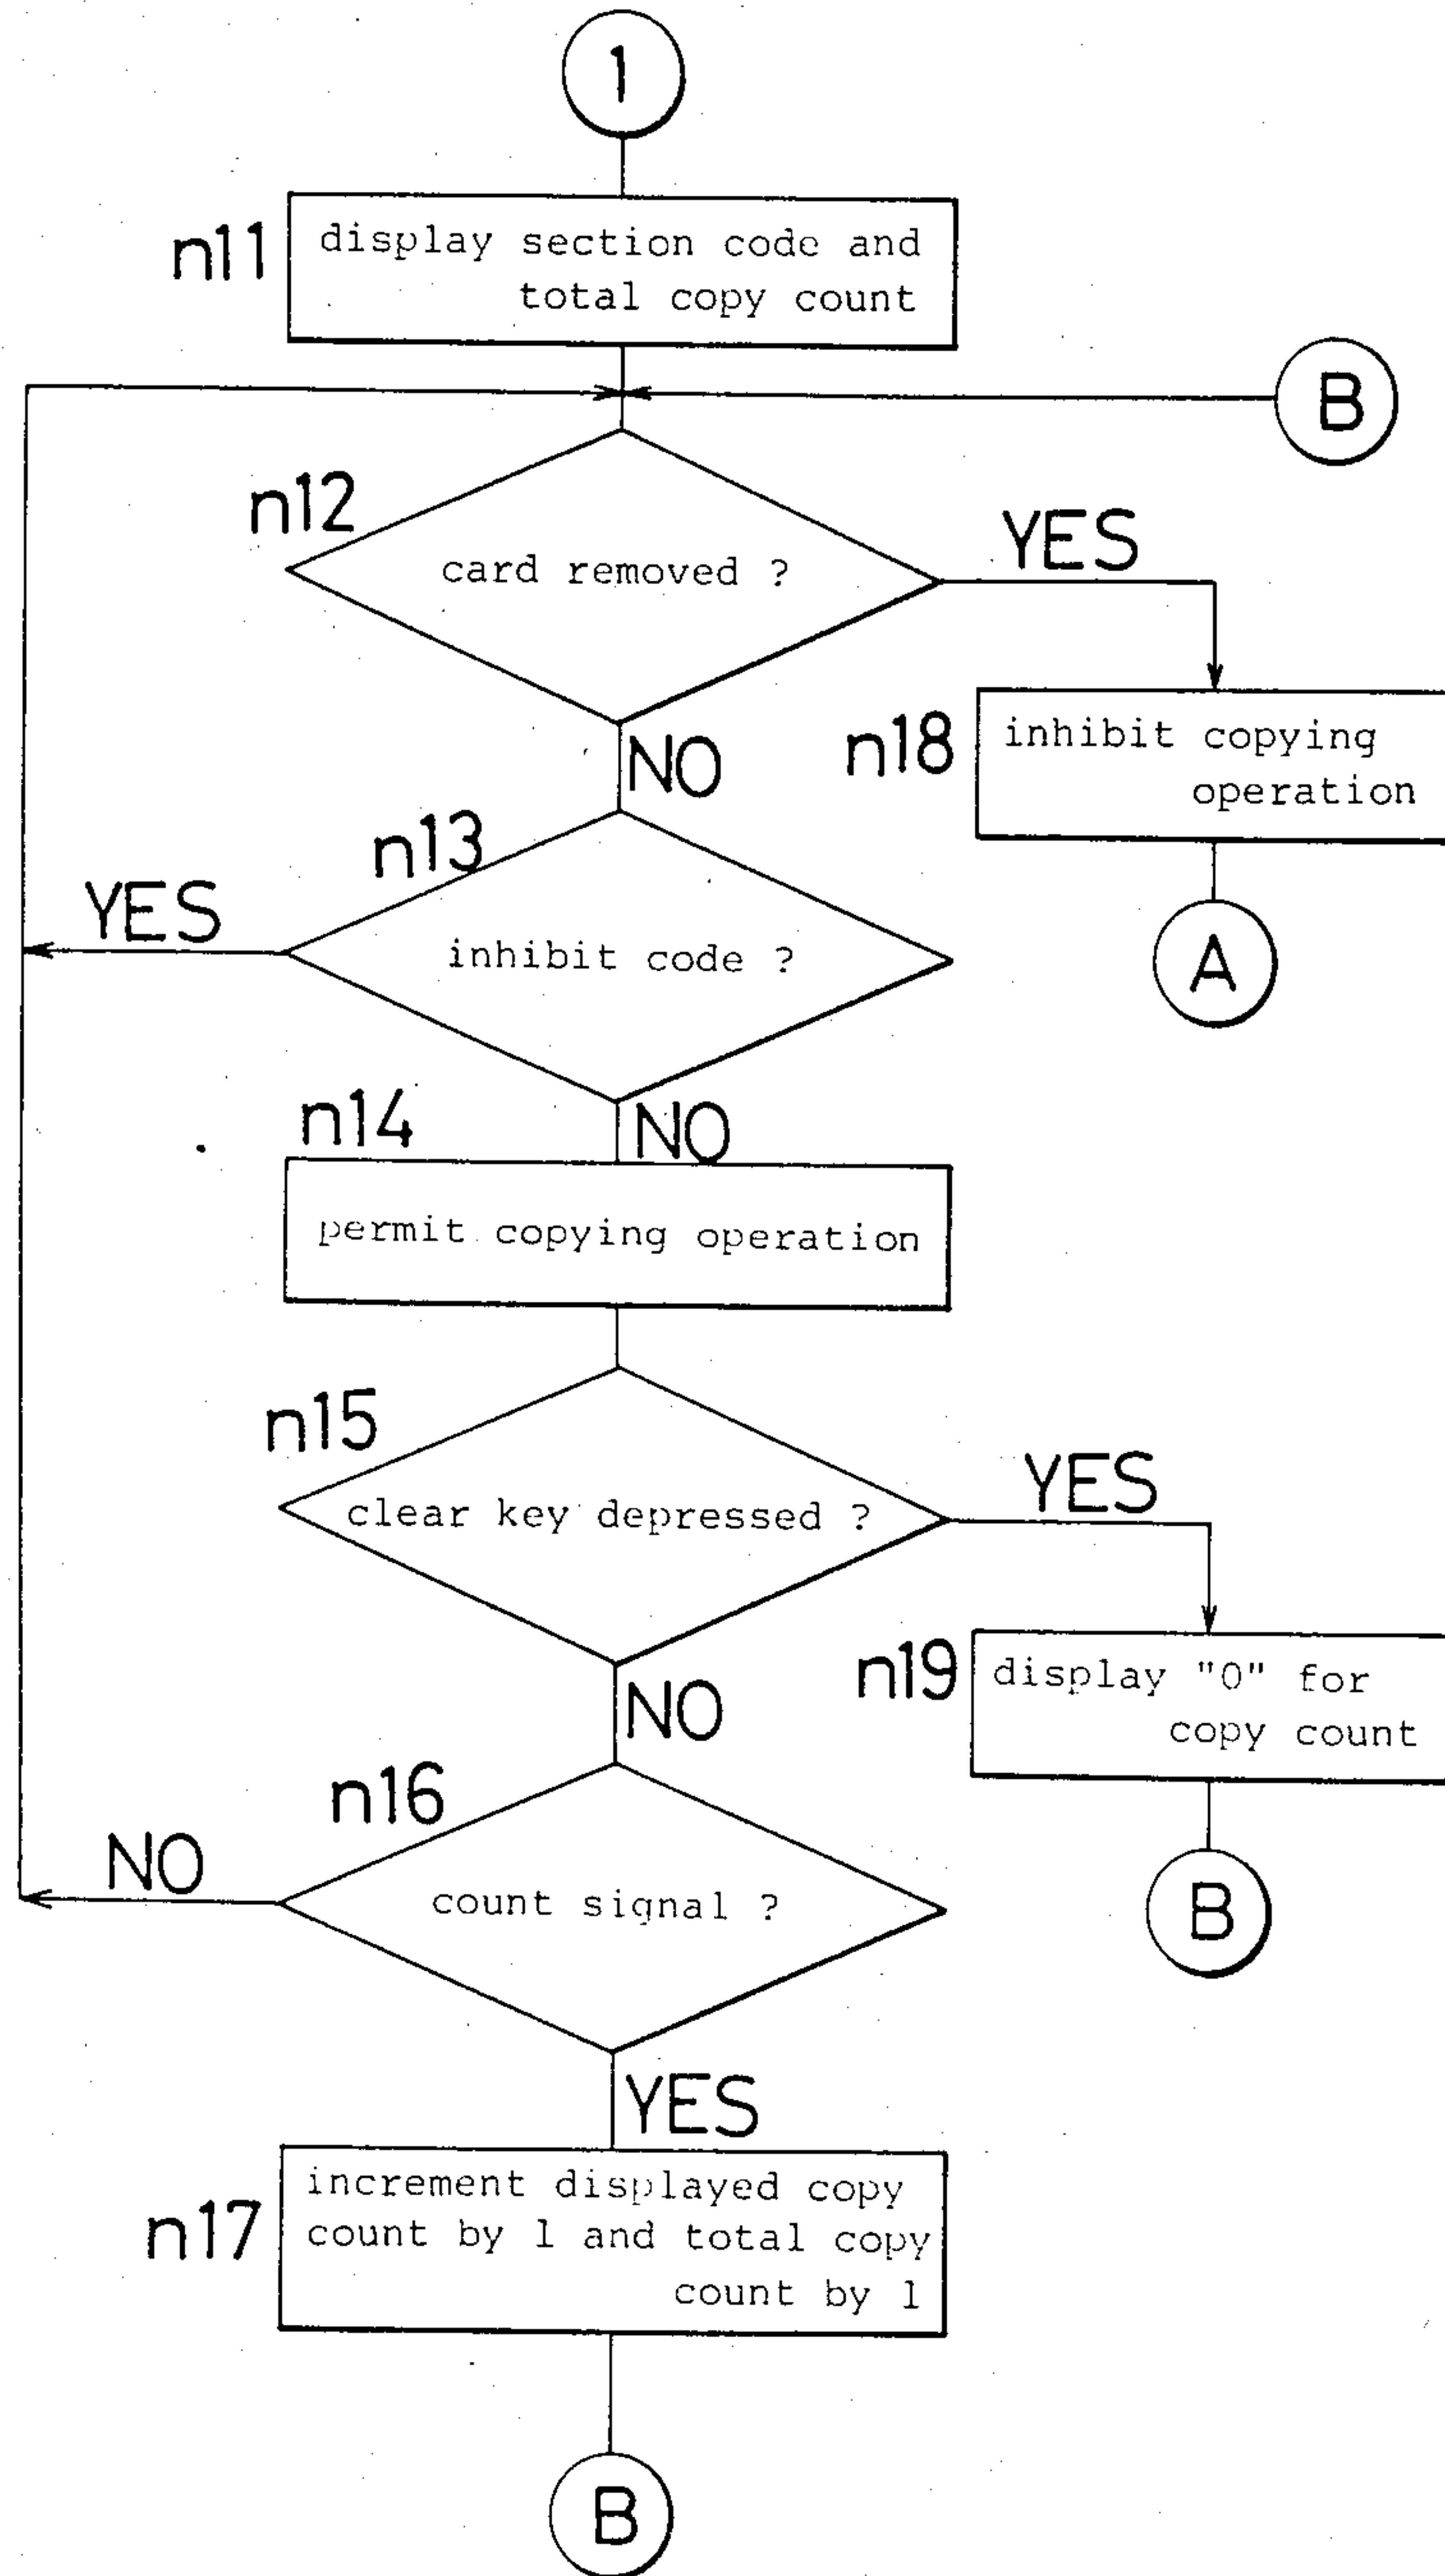 1
n11
display section code and
total copy count
B
n12
card removed ?
YES
NO
n18
inhibit copying
operation
A
n13
inhibit code ?
YES
NO
n14
permit copying operation
n15
clear key depressed ?
YES
NO
n19
display "0" for
copy count
B
n16
count signal ?
NO
YES
n17
increment displayed copy
count by 1 and total copy
count by 1
B